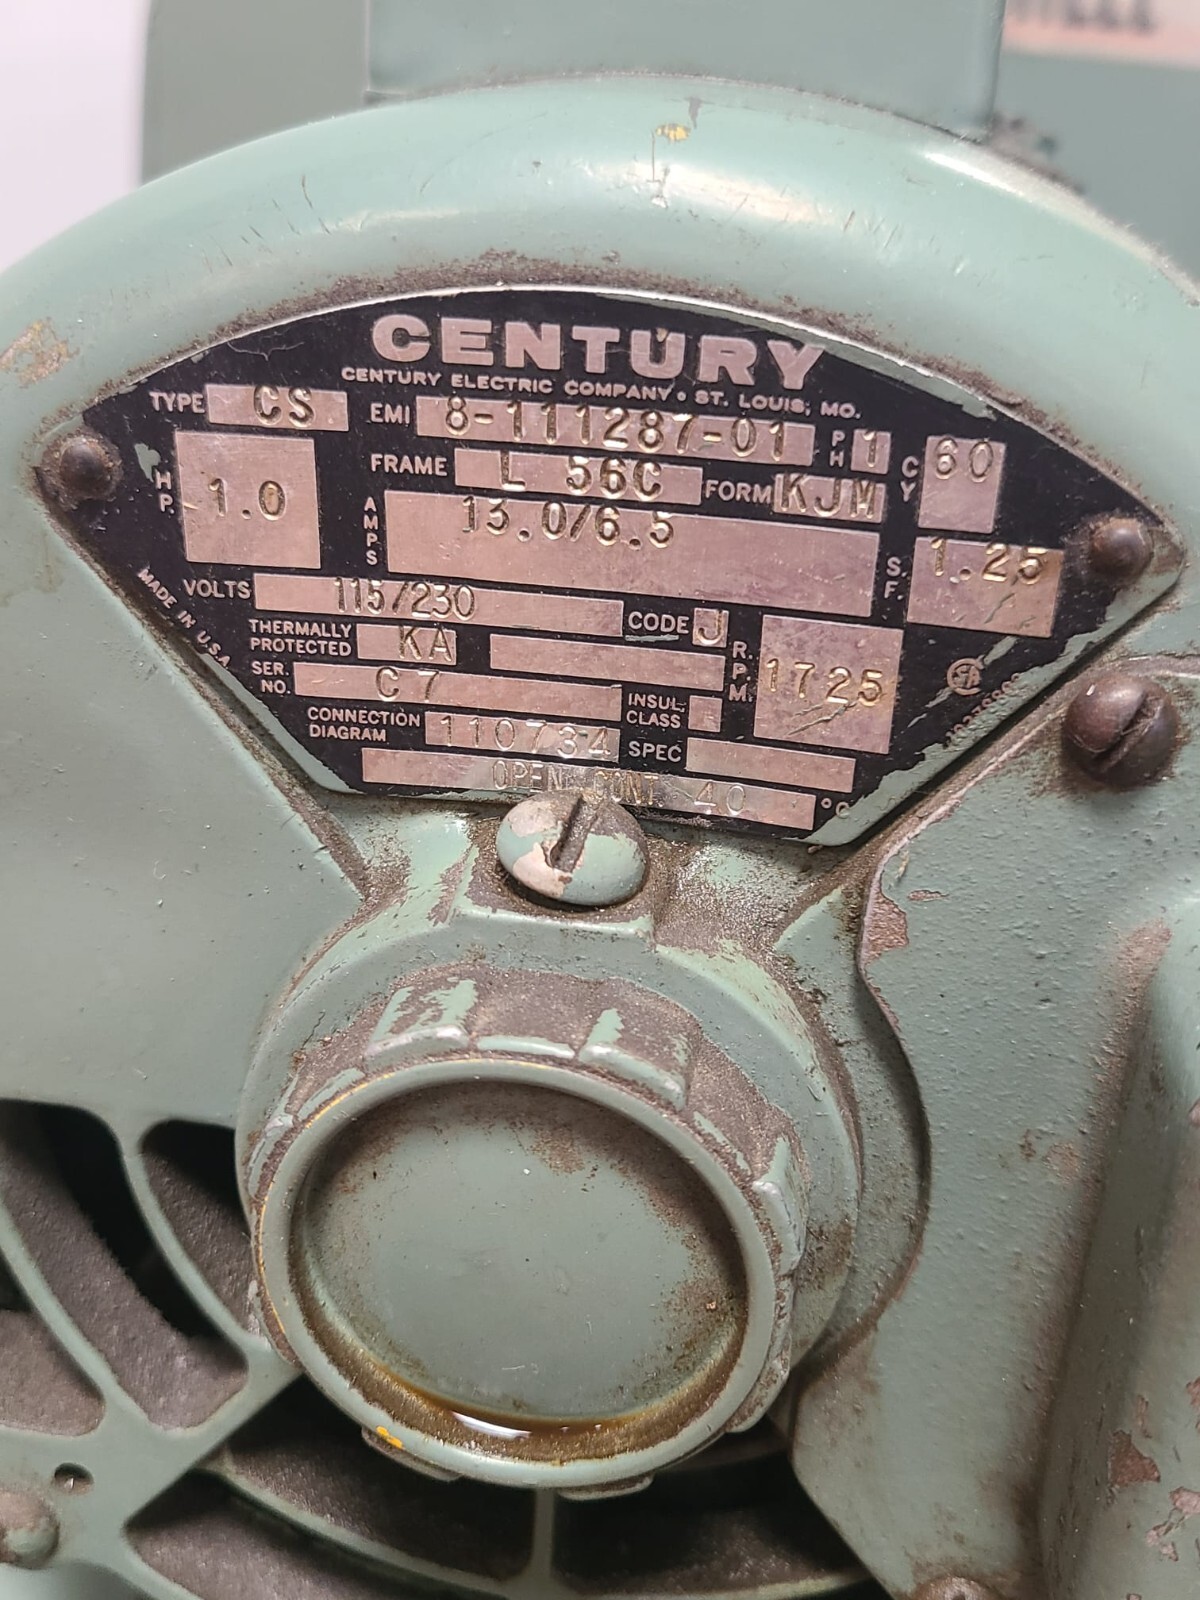 CENTURY
CENTURY ELECTRIC COMPANY • ST. LOUIS, MO.
TYPE CS EMI 8-111287-01 PH 1 CY 60
HP. 1.0 FRAME L 56C FORM KJM
AMPS 13.0/6.5 S.F. 1.25
VOLTS 115/230 CODE J R.P.M. 1725
THERMALLY PROTECTED KA
SER. NO. C7 INSUL. CLASS
CONNECTION DIAGRAM 110734 SPEC
OPEN CONT 40 °C
MADE IN U.S.A.